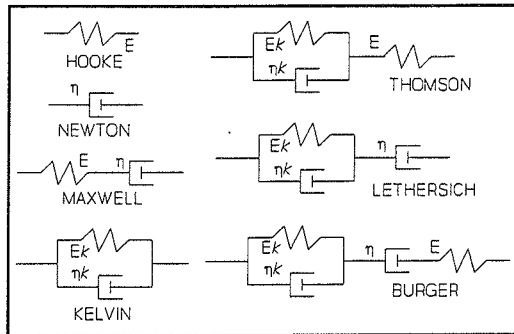 E
HOOKE
η
NEWTON
E η
MAXWELL
Ek
ηk
KELVIN
Ek
ηk
E
THOMSON
Ek
ηk
η
LETHERSICH
Ek
ηk
η E
BURGER